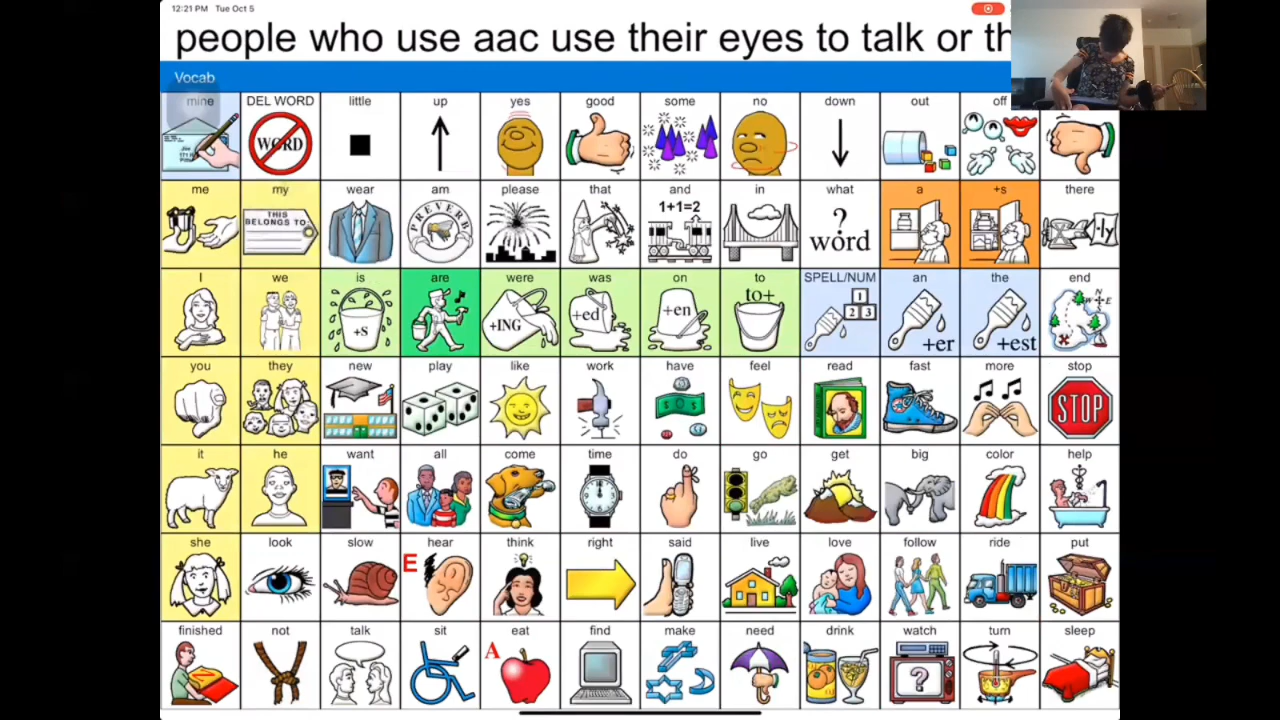 12:21 PM Tue Oct 5
people who use aac use their eyes to talk or th
Vocab
mine DEL WORD little up yes good some no down out off
WORD
me my wear am please that and in what a +s there
THIS BELONGS TO PREVERB 1+1=2 ? word -ly
I we is are were was on to SPELL/NUM an the end
+S +ING +ed +en to+ 1 2 3 +er +est N W E
you they new play like work have feel read fast more stop
STOP
it he want all come time do go get big color help
she look slow hear think right said live love follow ride put
E
finished not talk sit eat find make need drink watch turn sleep
A ?